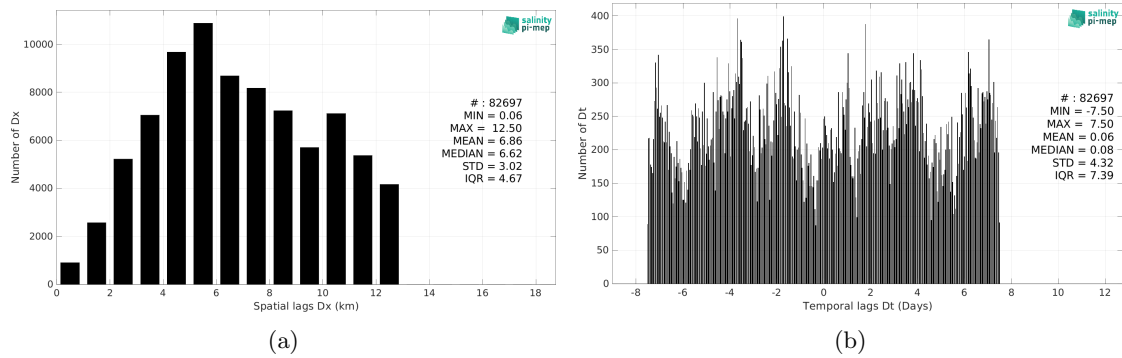 10000
8000
6000
4000
2000
0
Number of Dx
0 2 4 6 8 10 12 14 16 18
Spatial lags Dx (km)
salinity
pi-mep
# : 82697
MIN = 0.06
MAX = 12.50
MEAN = 6.86
MEDIAN = 6.62
STD = 3.02
IQR = 4.67
(a)
400
350
300
250
200
150
100
50
0
Number of Dt
-8 -6 -4 -2 0 2 4 6 8 10 12
Temporal lags Dt (Days)
salinity
pi-mep
# : 82697
MIN = -7.50
MAX = 7.50
MEAN = 0.06
MEDIAN = 0.08
STD = 4.32
IQR = 7.39
(b)